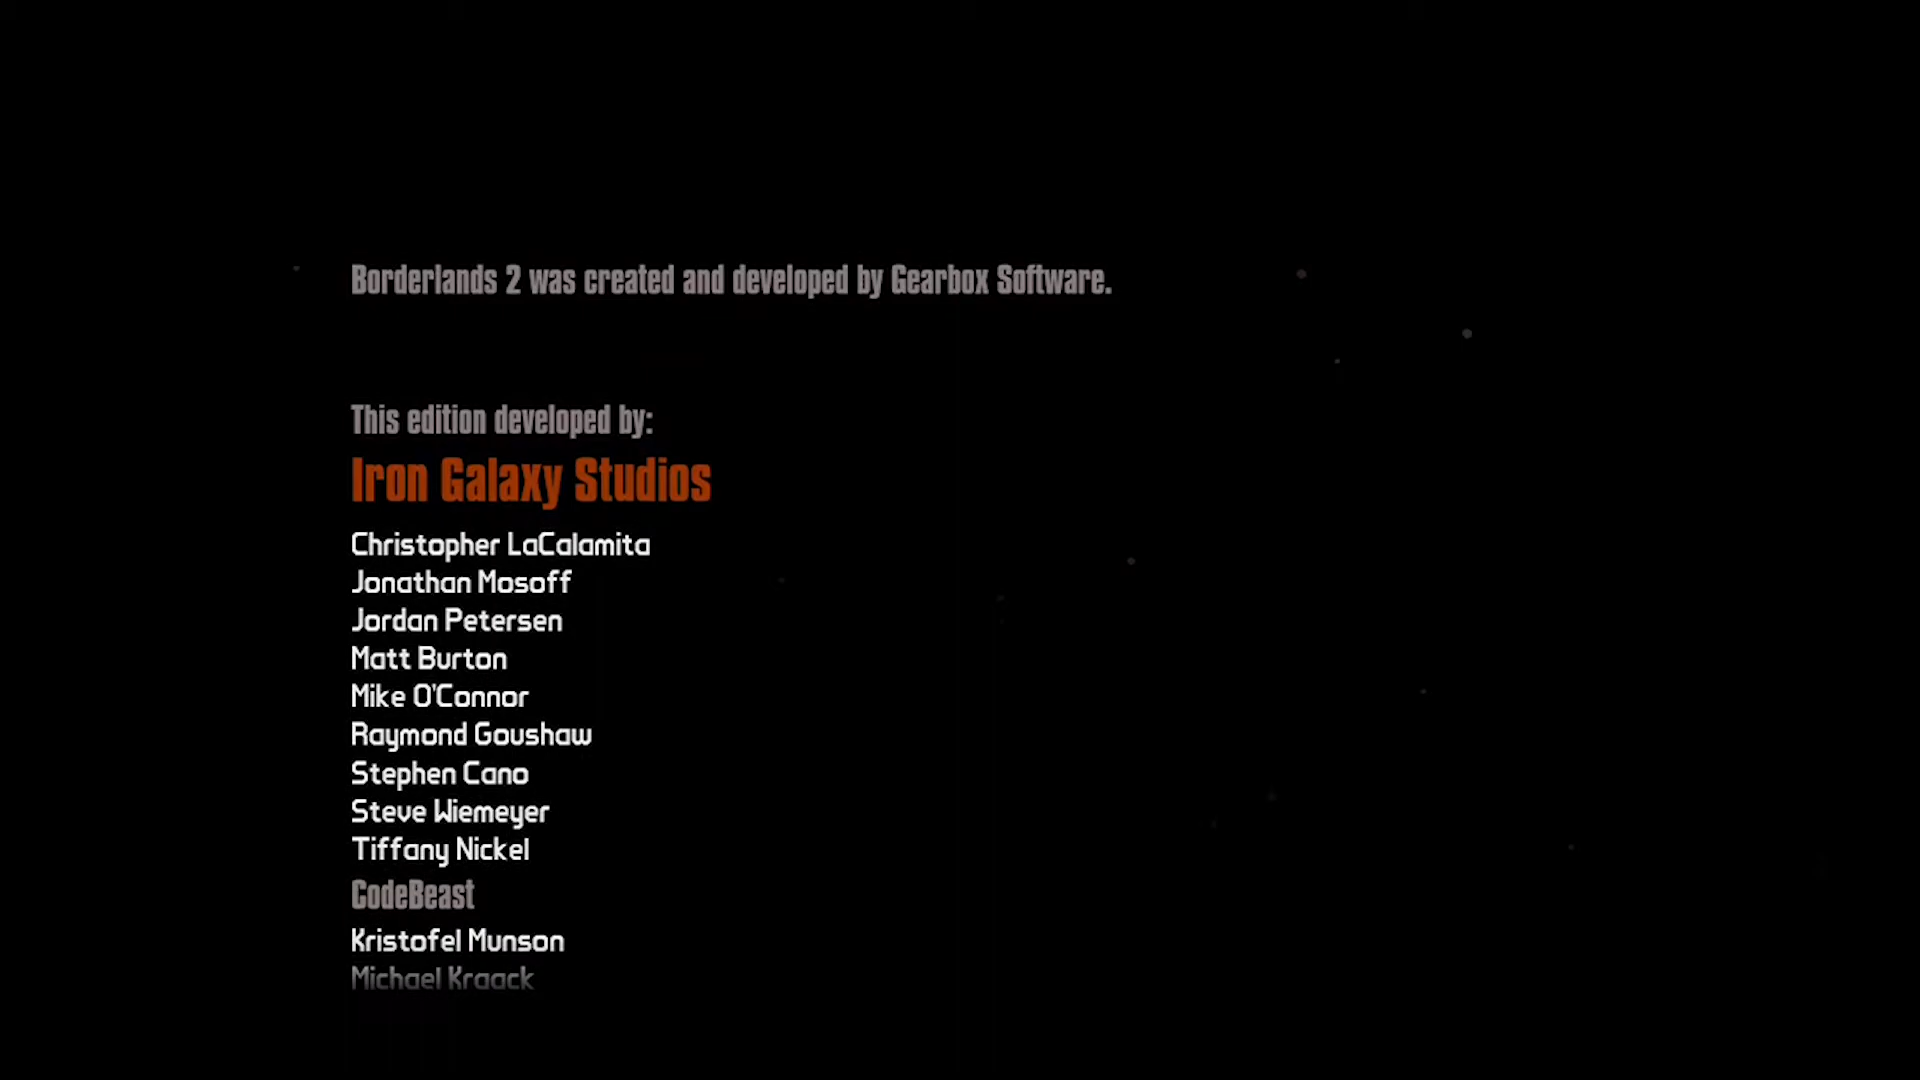 Borderlands 2 was created and developed by Gearbox Software.
This edition developed by:
Iron Galaxy Studios
Christopher LaCalamita
Jonathan Mosoff
Jordan Petersen
Matt Burton
Mike O'Connor
Raymond Goushaw
Stephen Cano
Steve Wiemeyer
Tiffany Nickel
CodeBeast
Kristofel Munson
Michael Kraack